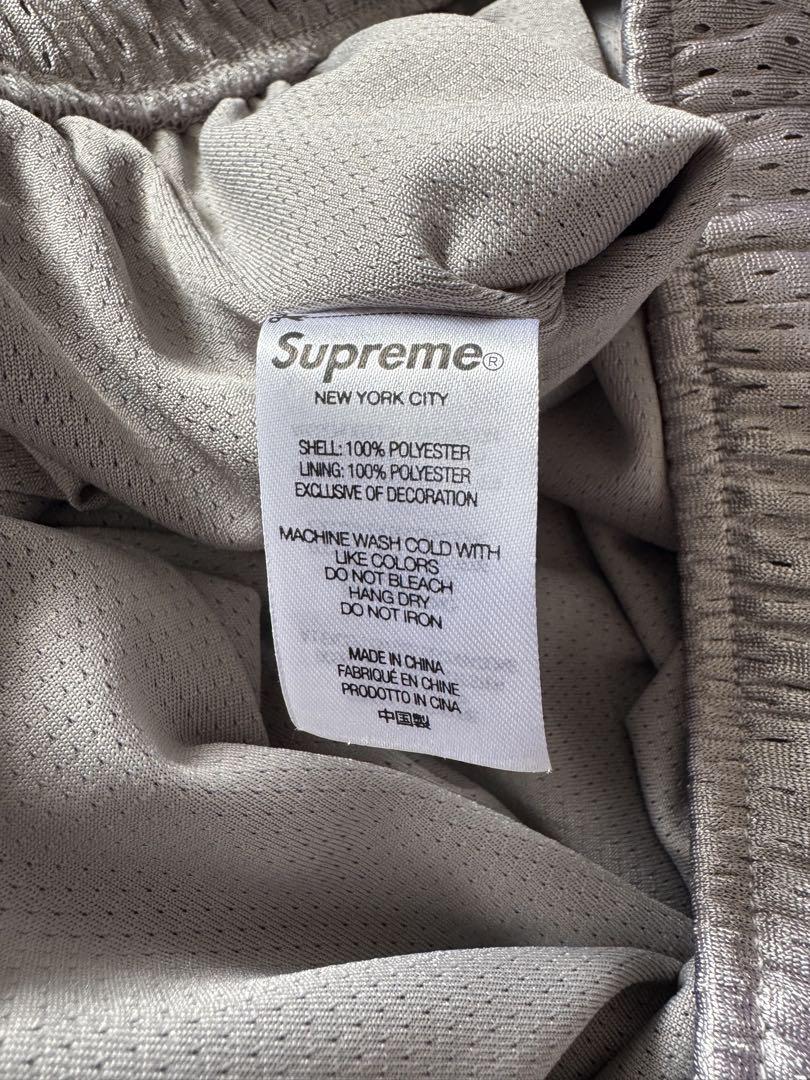 Supreme®
NEW YORK CITY
SHELL: 100% POLYESTER
LINING: 100% POLYESTER
EXCLUSIVE OF DECORATION
MACHINE WASH COLD WITH
LIKE COLORS
DO NOT BLEACH
HANG DRY
DO NOT IRON
MADE IN CHINA
FABRIQUÉ EN CHINE
PRODOTTO IN CINA
中国製